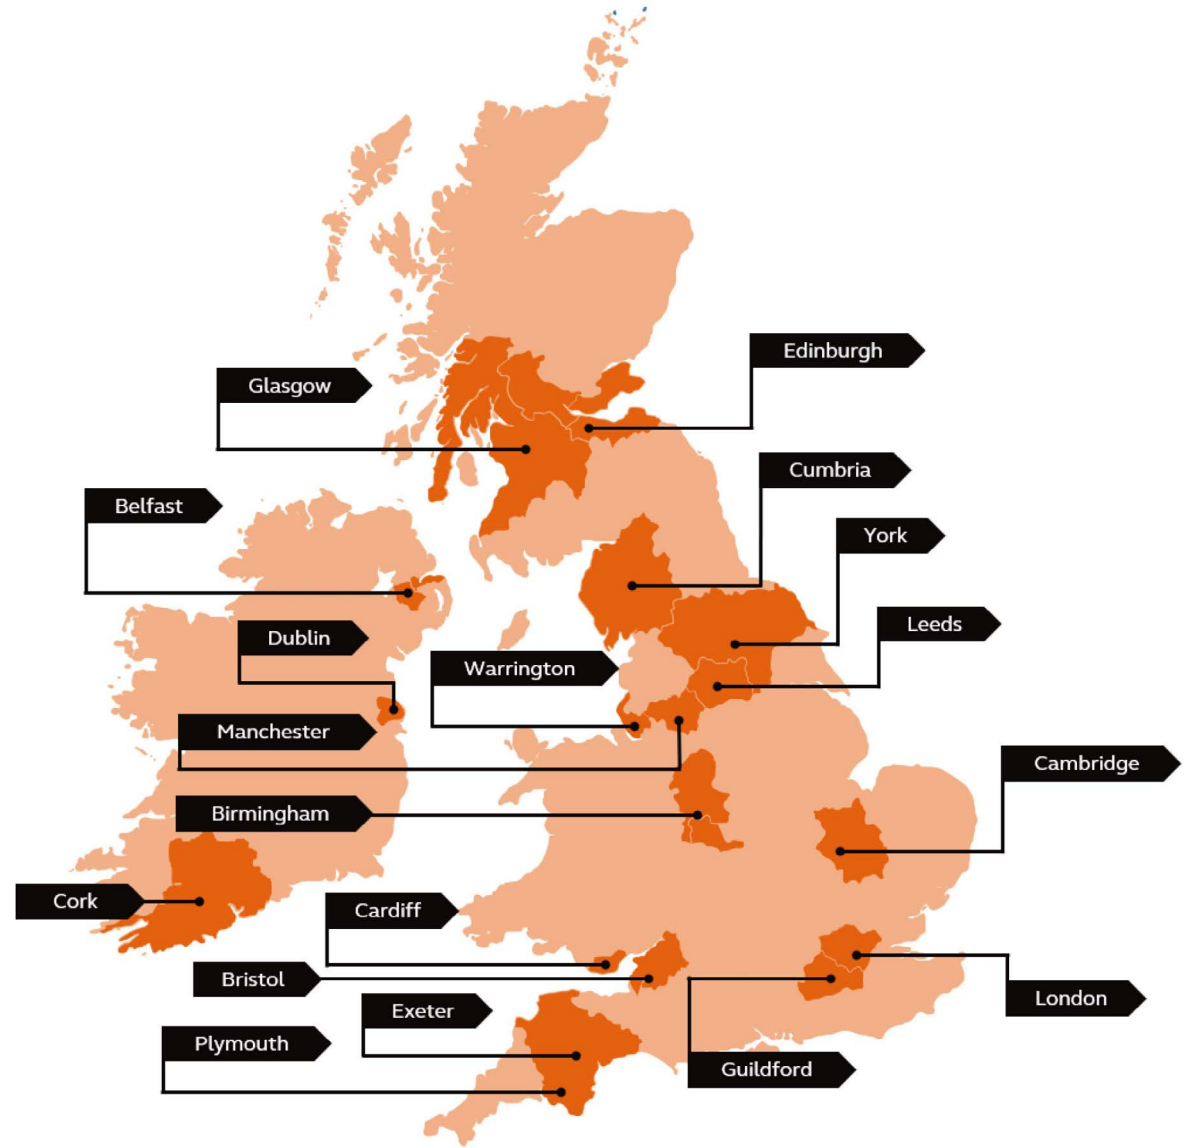 Edinburgh
Glasgow
Cumbria
Belfast
York
Leeds
Dublin
Warrington
Manchester
Cambridge
Birmingham
Cork
Cardiff
Bristol
London
Exeter
Plymouth
Guildford